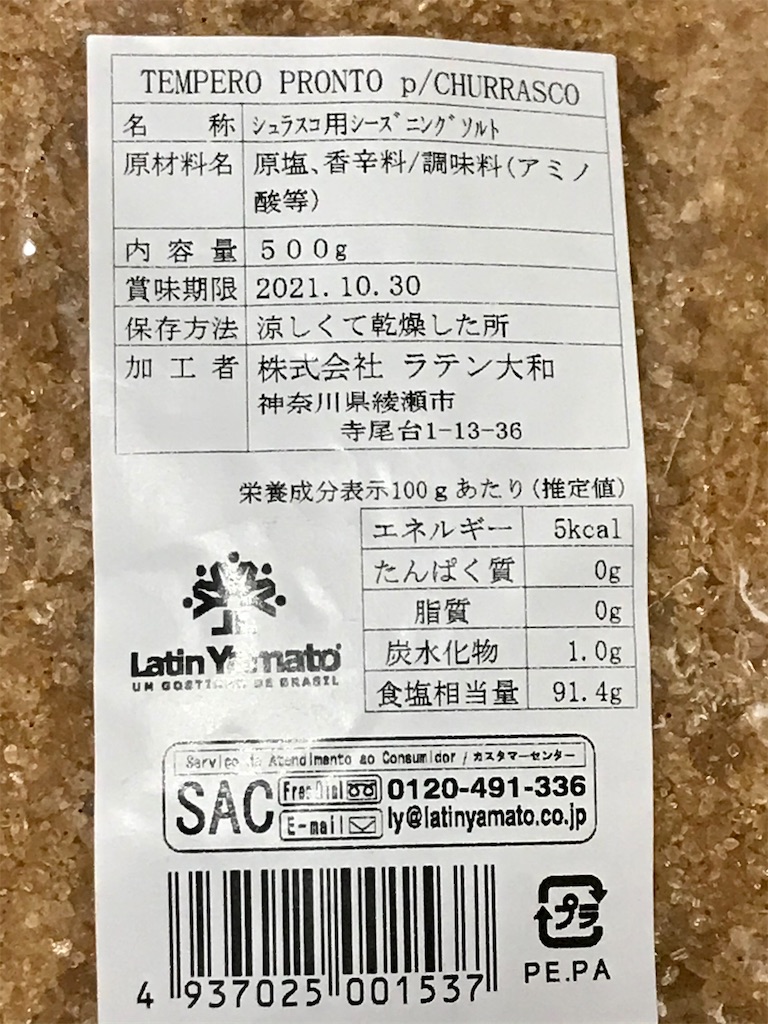 TEMPERO PRONTO p/CHURRASCO
名称 シュラスコ用シーズニングソルト
原材料名 原塩、香辛料/調味料(アミノ
酸等)
内容量 500g
賞味期限 2021.10.30
保存方法 涼しくて乾燥した所
加工者 株式会社 ラテン大和
神奈川県綾瀬市
寺尾台1-13-36
栄養成分表示100gあたり(推定値)
エネルギー 5kcal
たんぱく質 0g
脂質 0g
炭水化物 1.0g
食塩相当量 91.4g
Latin Yamato
UM DE BRASIL
Serviço Atendimento ao Consumidor / カスタマーセンター
SAC
Free Dial 0120-491-336
E-mail ly@latinyamato.co.jp
4 937025 001537
プラ
PE.PA